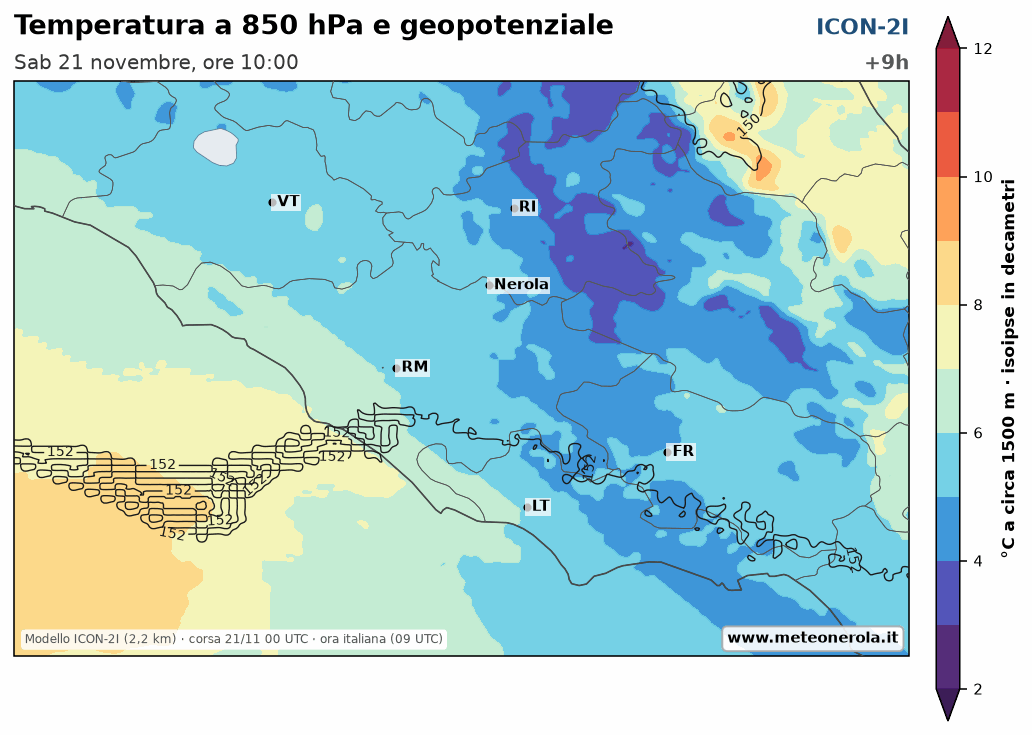 Temperatura a 850 hPa e geopotenziale
ICON-2I
Sab 21 novembre, ore 10:00
+9h
150
VT
RI
Nerola
RM
152
152
152
152
152
152
152
152
FR
LT
Modello ICON-2I (2,2 km) · corsa 21/11 00 UTC · ora italiana (09 UTC)
www.meteonerola.it
12
10
8
6
4
2
°C a circa 1500 m · isoipse in decametri